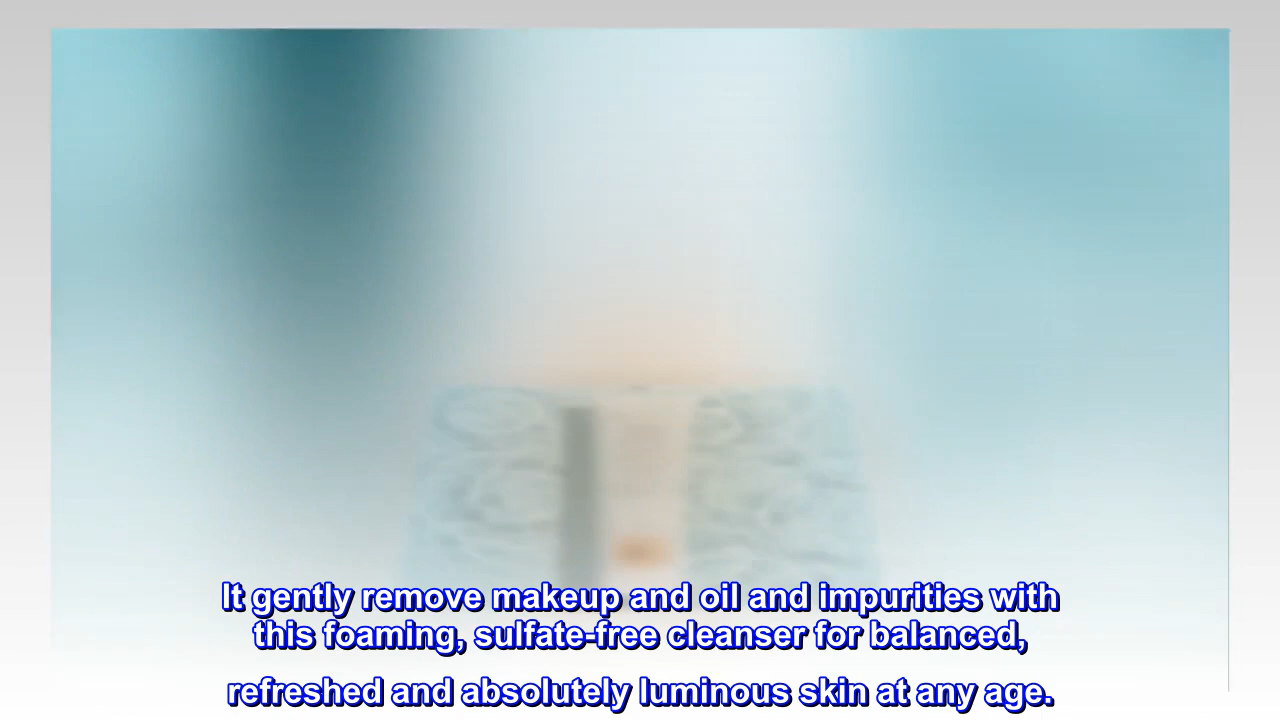 It gently remove makeup and oil and impurities with
this foaming, sulfate-free cleanser for balanced,
refreshed and absolutely luminous skin at any age.